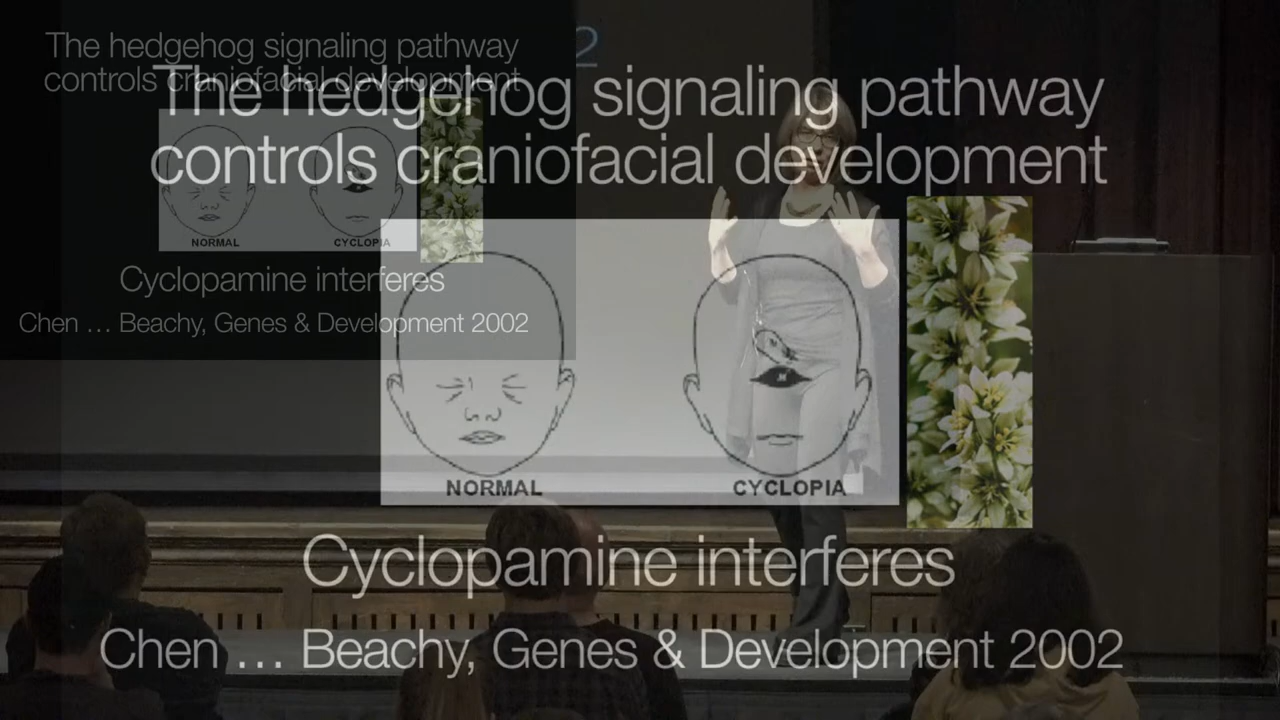 The hedgehog signaling pathway
controls craniofacial development
NORMAL
CYCLOPIA
Cyclopamine interferes
Chen … Beachy, Genes & Development 2002
2
The hedgehog signaling pathway
controls craniofacial development
NORMAL
CYCLOPIA
Cyclopamine interferes
Chen … Beachy, Genes & Development 2002